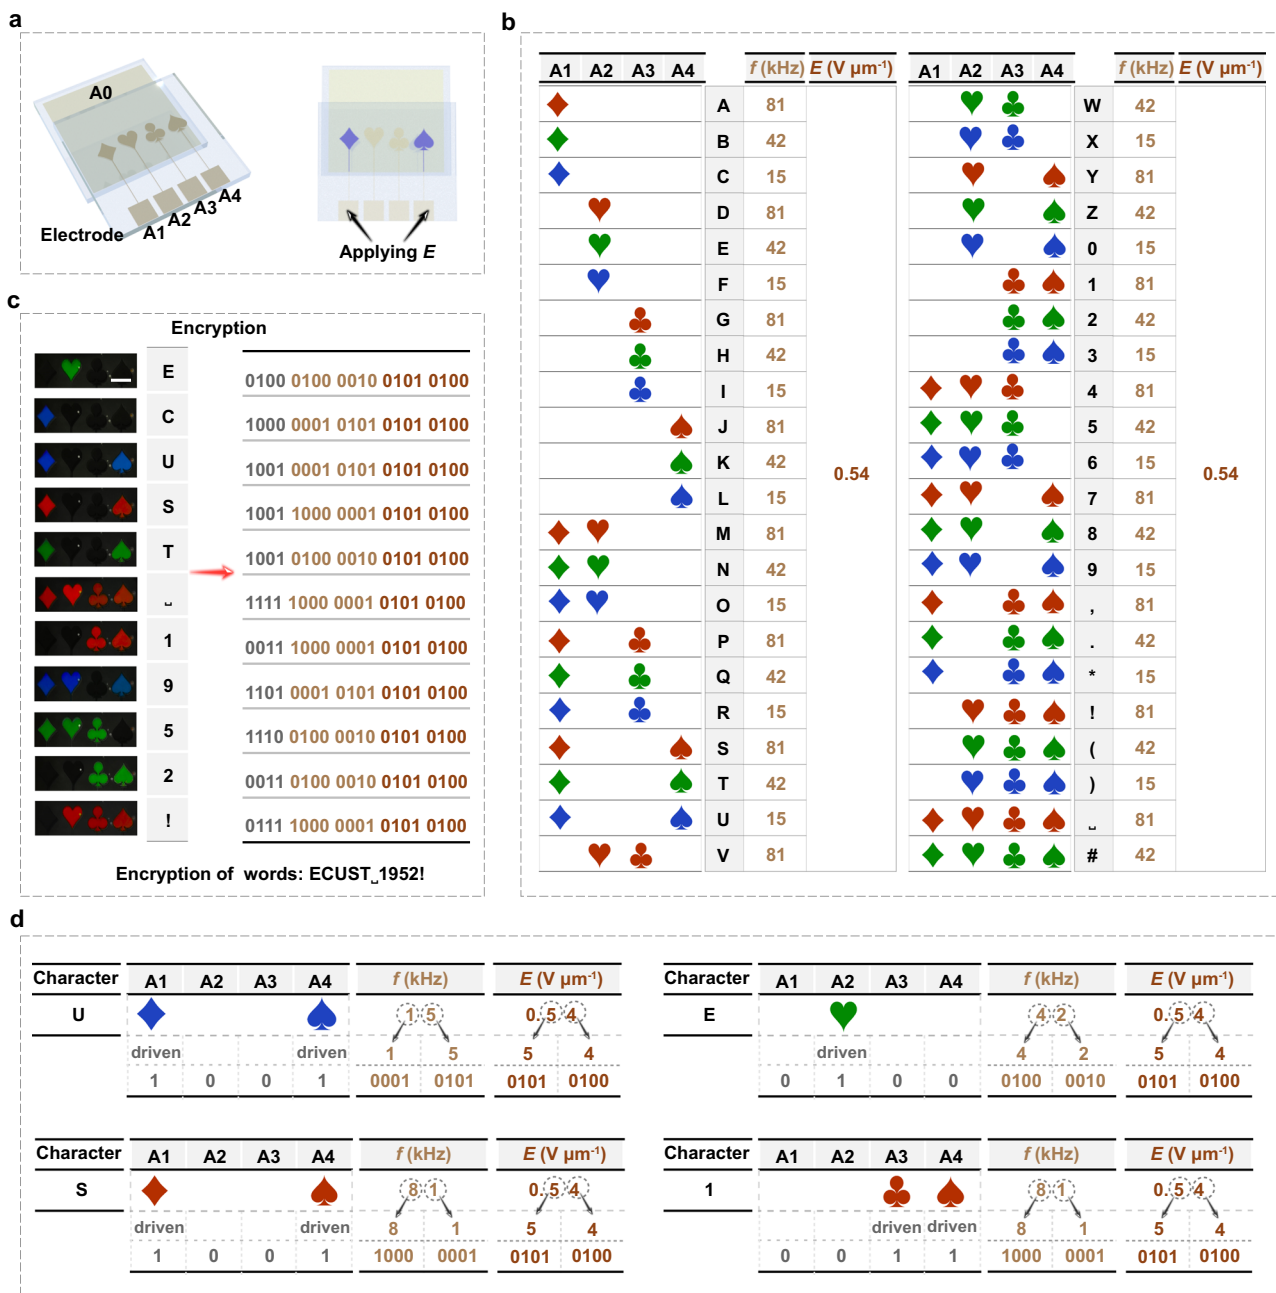 a
A0
A4
A3
A2
A1
Electrode
Applying E
b
A1 A2 A3 A4 f (kHz) E (V μm⁻¹) A1 A2 A3 A4 f (kHz) E (V μm⁻¹)
A 81 W 42
B 42 X 15
C 15 Y 81
D 81 Z 42
E 42 0 15
F 15 1 81
G 81 2 42
H 42 3 15
I 15 4 81
J 81 5 42
K 42 6 15
0.54 0.54
L 15 7 81
M 81 8 42
N 42 9 15
O 15 , 81
P 81 . 42
Q 42 * 15
R 15 ! 81
S 81 ( 42
T 42 ) 15
U 15 ␣ 81
V 81 # 42
c
Encryption
E 0100 0100 0010 0101 0100
C 1000 0001 0101 0101 0100
U 1001 0001 0101 0101 0100
S 1001 1000 0001 0101 0100
T 1001 0100 0010 0101 0100
␣ 1111 1000 0001 0101 0100
1 0011 1000 0001 0101 0100
9 1101 0001 0101 0101 0100
5 1110 0100 0010 0101 0100
2 0011 0100 0010 0101 0100
! 0111 1000 0001 0101 0100
Encryption of words: ECUST␣1952!
d
Character A1 A2 A3 A4 f (kHz) E (V μm⁻¹)
U 1 5 0.5 4
driven driven 1 5 5 4
1 0 0 1 0001 0101 0101 0100
Character A1 A2 A3 A4 f (kHz) E (V μm⁻¹)
E 4 2 0.5 4
driven 4 2 5 4
0 1 0 0 0100 0010 0101 0100
Character A1 A2 A3 A4 f (kHz) E (V μm⁻¹)
S 8 1 0.5 4
driven driven 8 1 5 4
1 0 0 1 1000 0001 0101 0100
Character A1 A2 A3 A4 f (kHz) E (V μm⁻¹)
1 8 1 0.5 4
driven driven 8 1 5 4
0 0 1 1 1000 0001 0101 0100